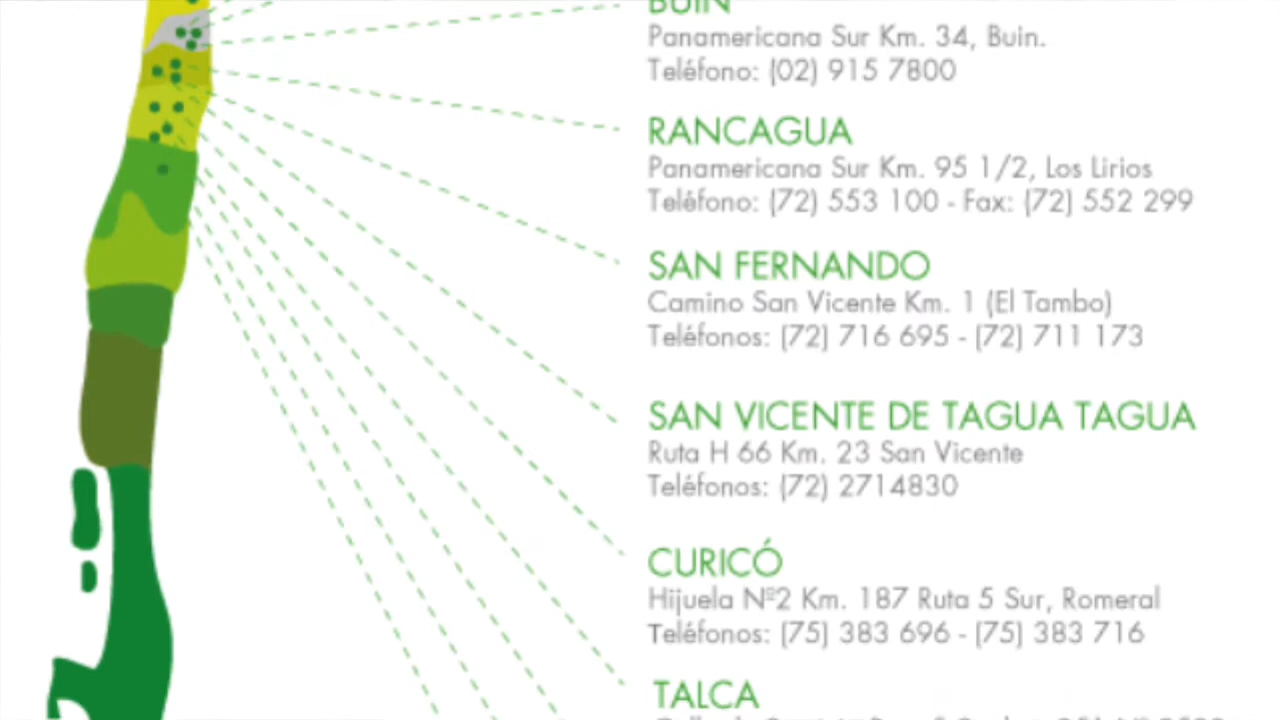 BUIN
Panamericana Sur Km. 34, Buin.
Teléfono: (02) 915 7800
RANCAGUA
Panamericana Sur Km. 95 1/2, Los Lirios
Teléfono: (72) 553 100 - Fax: (72) 552 299
SAN FERNANDO
Camino San Vicente Km. 1 (El Tambo)
Teléfonos: (72) 716 695 - (72) 711 173
SAN VICENTE DE TAGUA TAGUA
Ruta H 66 Km. 23 San Vicente
Teléfonos: (72) 2714830
CURICÓ
Hijuela Nº2 Km. 187 Ruta 5 Sur, Romeral
Teléfonos: (75) 383 696 - (75) 383 716
TALCA